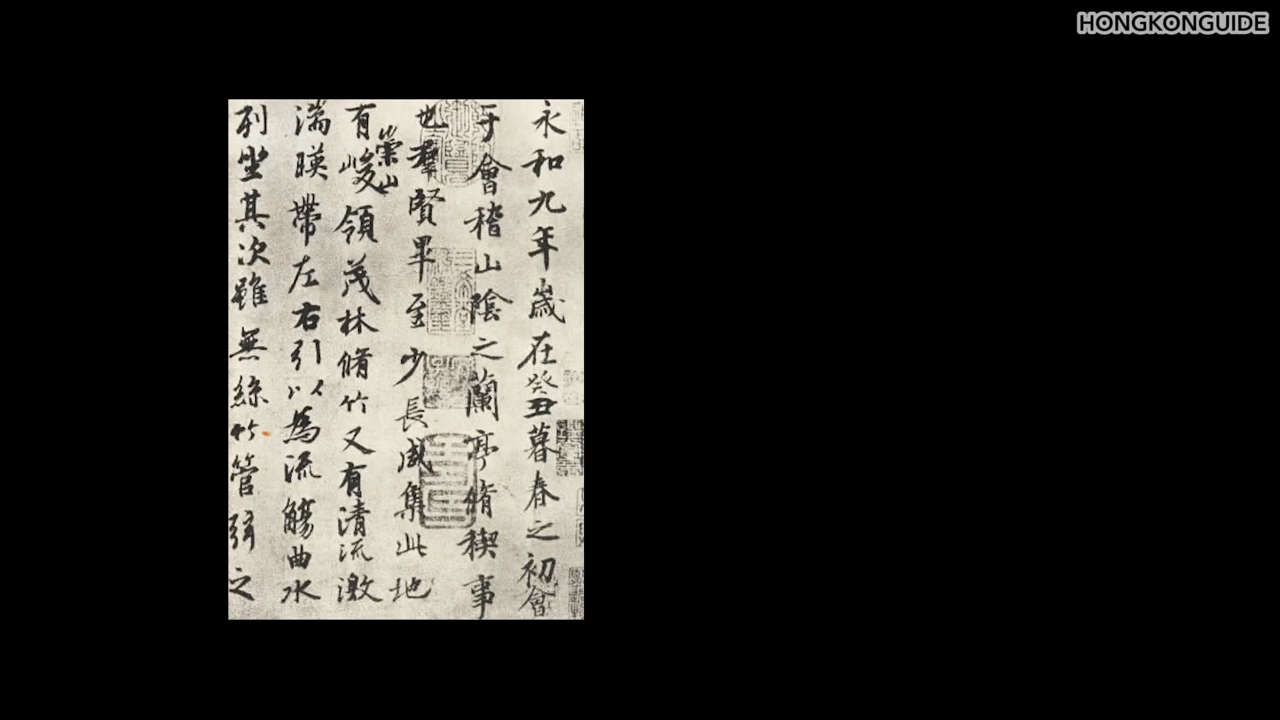 HONGKONGUIDE
永和九年歲在癸丑暮春之初會
于會稽山陰之蘭亭脩稧事
也羣賢畢至少長咸集此地
有崇山峻領茂林脩竹又有清流激
湍暎帶左右引以為流觴曲水
列坐其次雖無絲竹管弦之